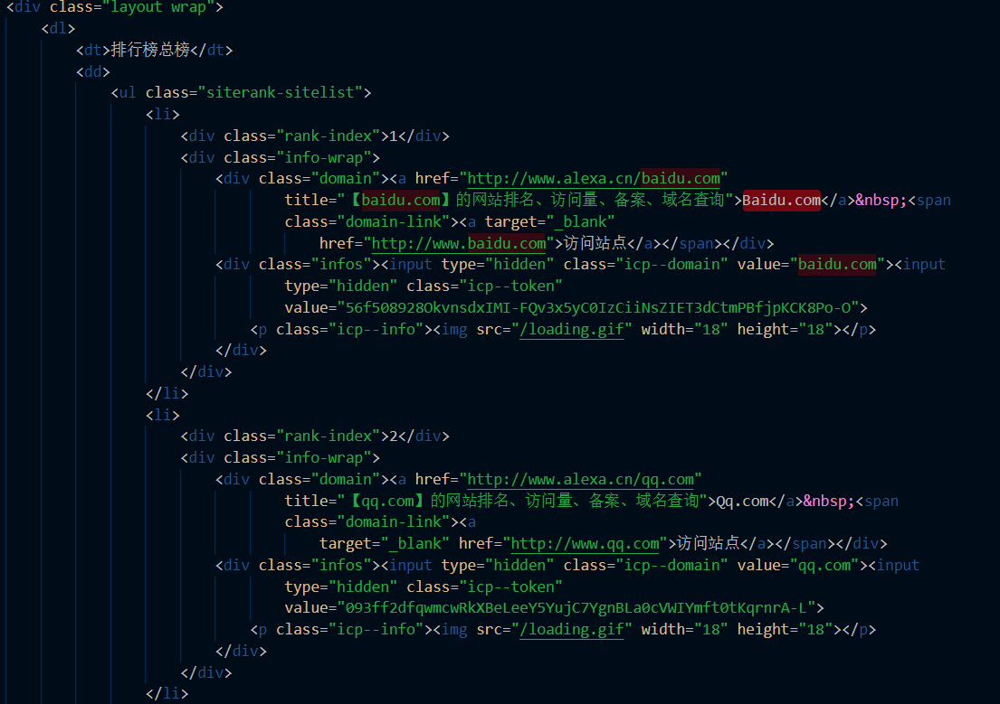 <div class="layout wrap">
<dl>
<dt>排行榜总榜</dt>
<dd>
<ul class="siterank-sitelist">
<li>
<div class="rank-index">1</div>
<div class="info-wrap">
<div class="domain"><a href="http://www.alexa.cn/baidu.com"
title="【baidu.com】的网站排名、访问量、备案、域名查询">Baidu.com</a>&nbsp;<span
class="domain-link"><a target="_blank"
href="http://www.baidu.com">访问站点</a></span></div>
<div class="infos"><input type="hidden" class="icp--domain" value="baidu.com"><input
type="hidden" class="icp--token"
value="56f508928OkvnsdxIMI-FQv3x5yC0IzCiiNsZIET3dCtmPBfjpKCK8Po-O">
<p class="icp--info"><img src="/loading.gif" width="18" height="18"></p>
</div>
</div>
</li>
<li>
<div class="rank-index">2</div>
<div class="info-wrap">
<div class="domain"><a href="http://www.alexa.cn/qq.com"
title="【qq.com】的网站排名、访问量、备案、域名查询">Qq.com</a>&nbsp;<span
class="domain-link"><a
target="_blank" href="http://www.qq.com">访问站点</a></span></div>
<div class="infos"><input type="hidden" class="icp--domain" value="qq.com"><input
type="hidden" class="icp--token"
value="093ff2dfqwmcwRkXBeLeeY5YujC7YgnBLa0cVWIYmft0tKqrnrA-L">
<p class="icp--info"><img src="/loading.gif" width="18" height="18"></p>
</div>
</div>
</li>